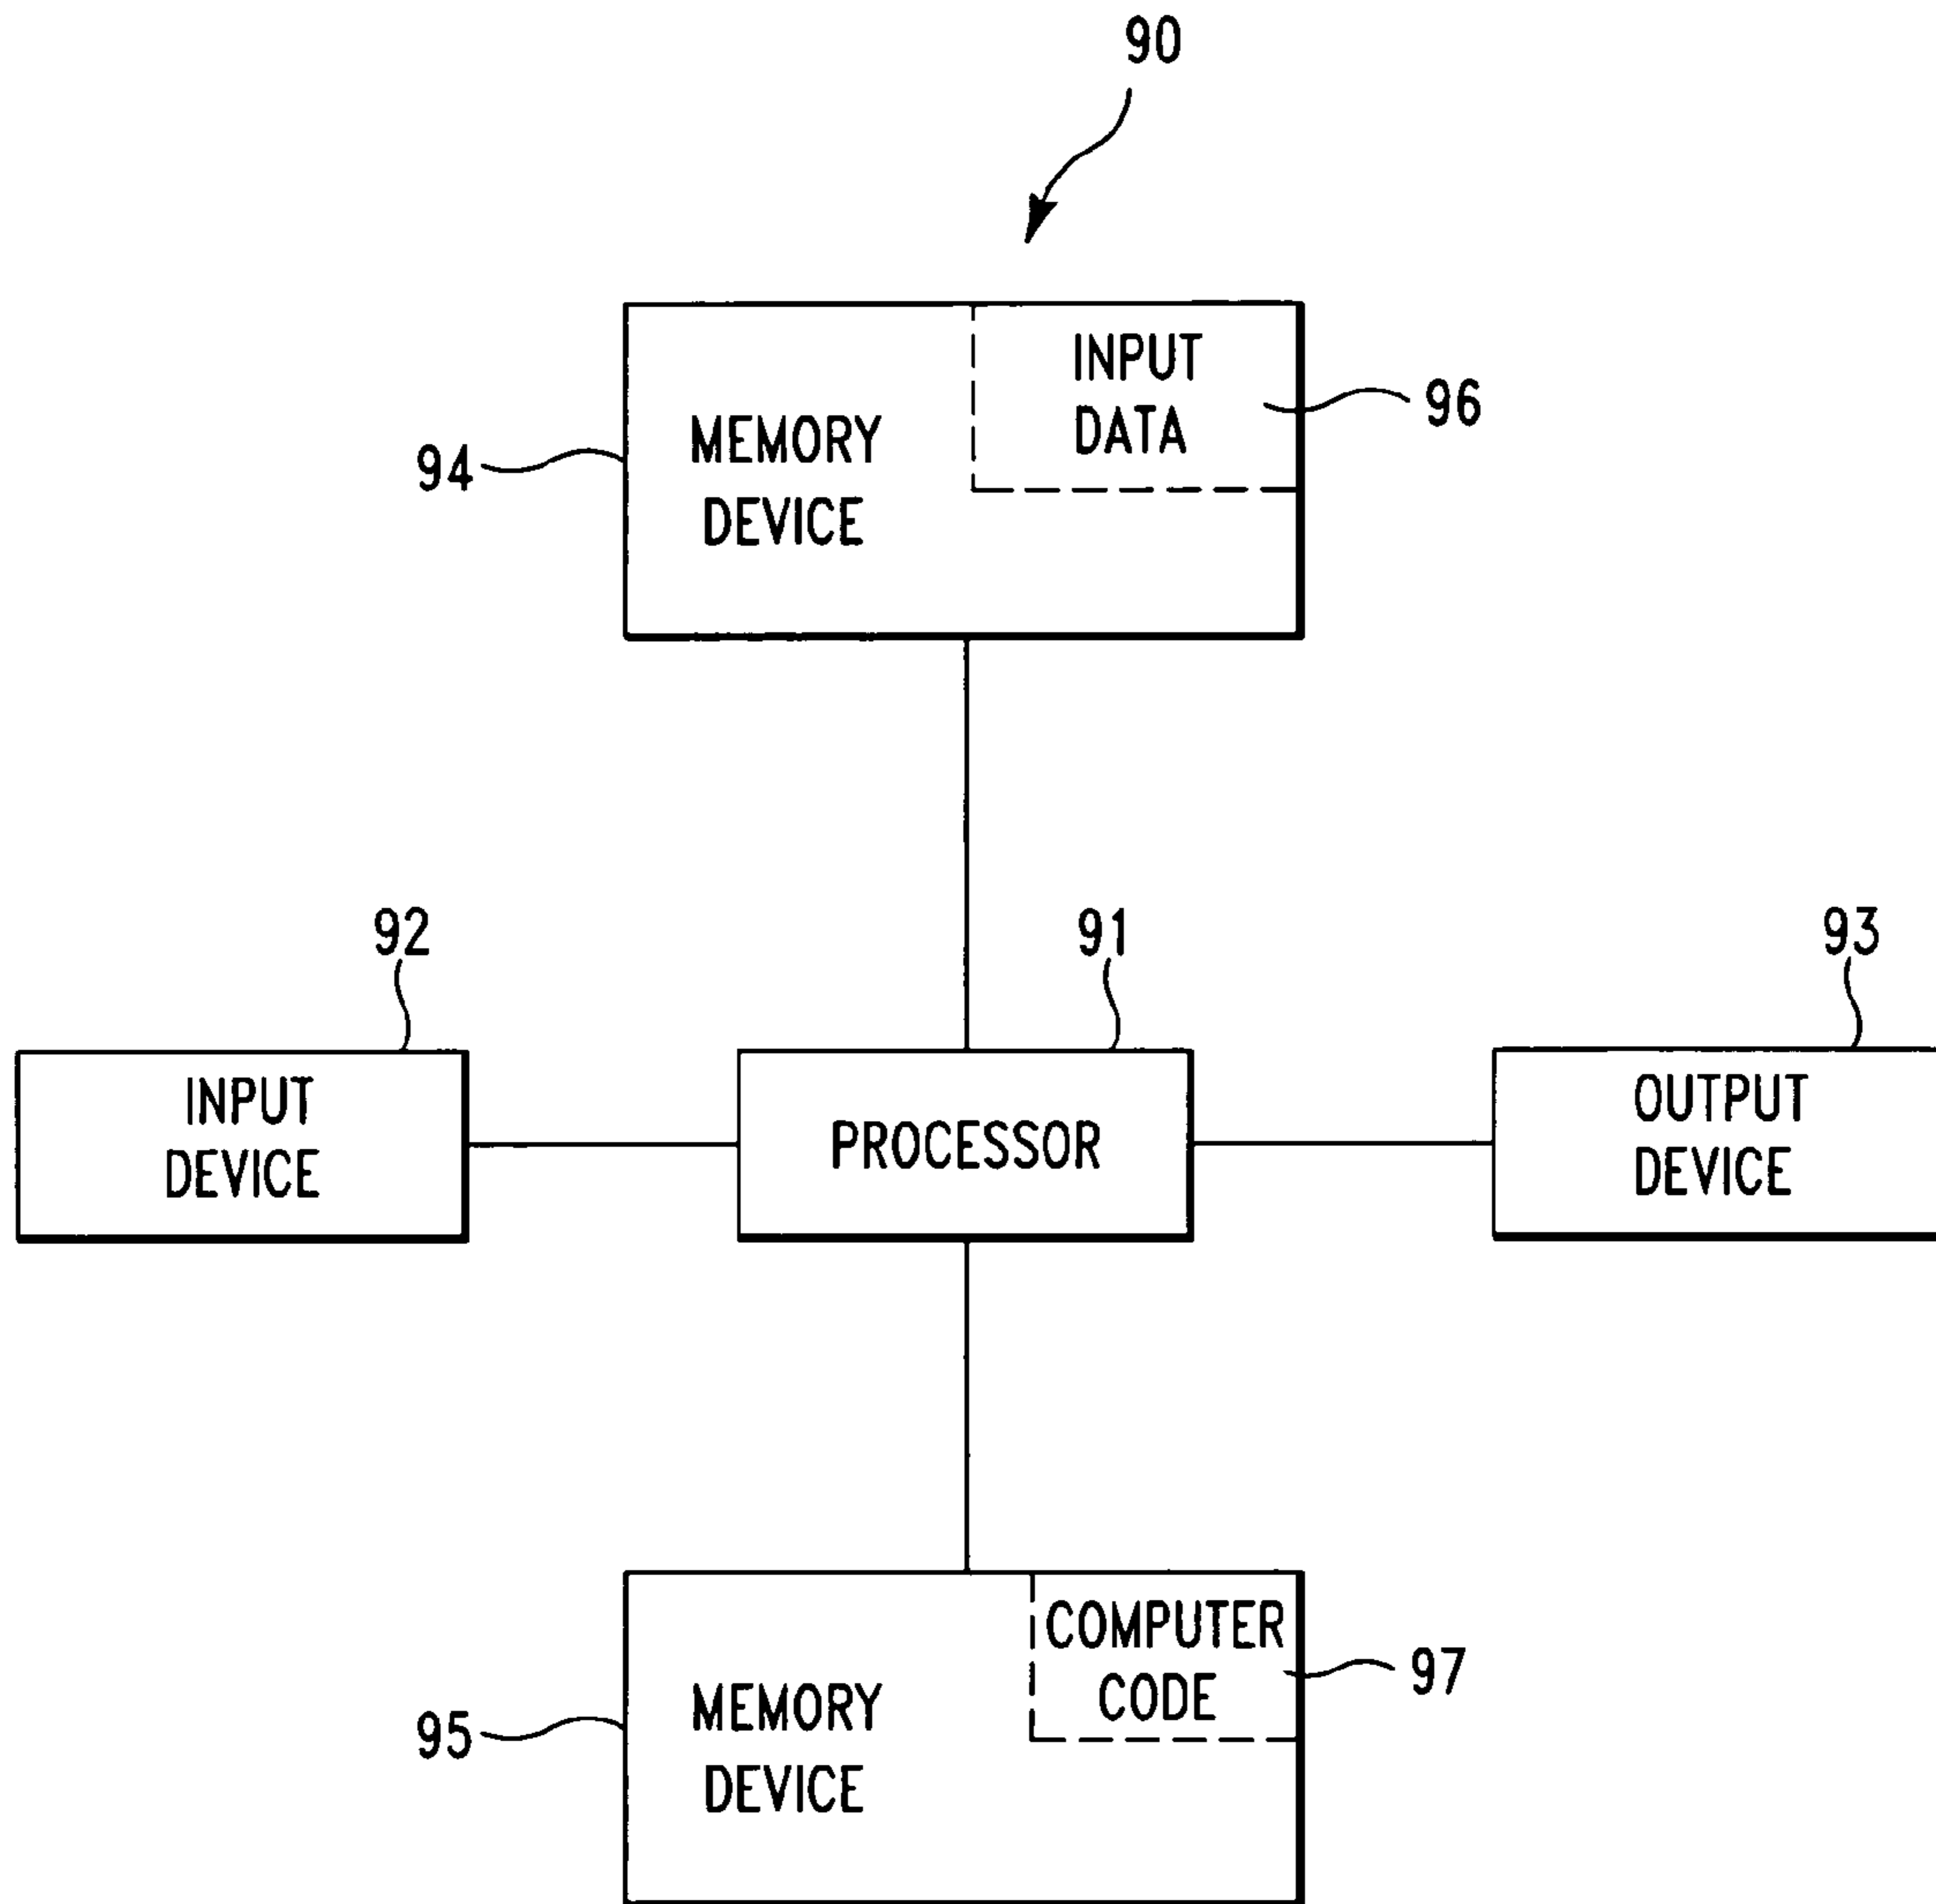 90
INPUT
DATA
96
MEMORY
DEVICE
94
92
91
93
INPUT
DEVICE
PROCESSOR
OUTPUT
DEVICE
COMPUTER
CODE
97
MEMORY
DEVICE
95